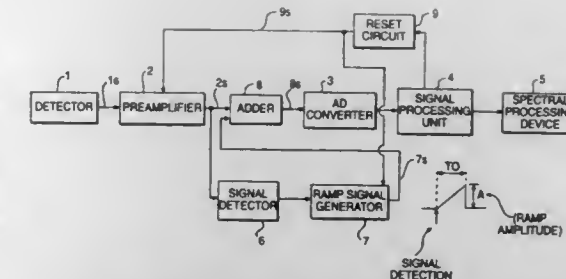 9s
RESET
CIRCUIT
9
1
DETECTOR
1s
2
PREAMPLIFIER
2s
8
ADDER
8s
3
AD
CONVERTER
4
SIGNAL
PROCESSING
UNIT
5
SPECTRAL
PROCESSING
DEVICE
SIGNAL
DETECTOR
6
RAMP SIGNAL
GENERATOR
7
7s
TO
A
(RAMP
AMPLITUDE)
SIGNAL
DETECTION